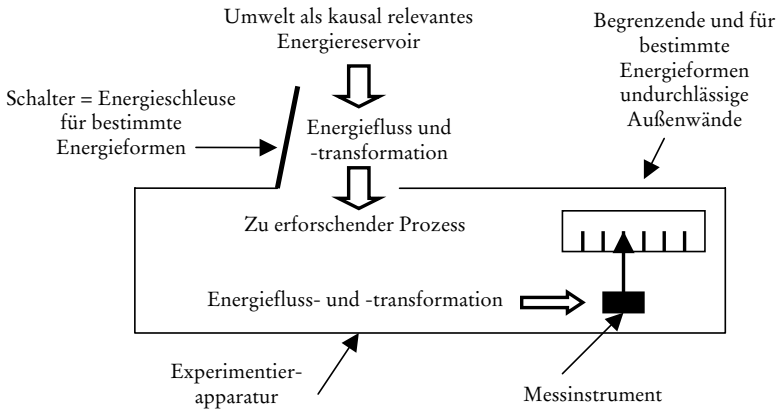 Umwelt als kausal relevantes
Energiereservoir
Begrenzende und für
bestimmte
Energieformen
undurchlässige
Außenwände
Schalter = Energieschleuse
für bestimmte
Energieformen
Energiefluss und
-transformation
Zu erforschender Prozess
Energiefluss- und -transformation
Experimentier-
apparatur
Messinstrument